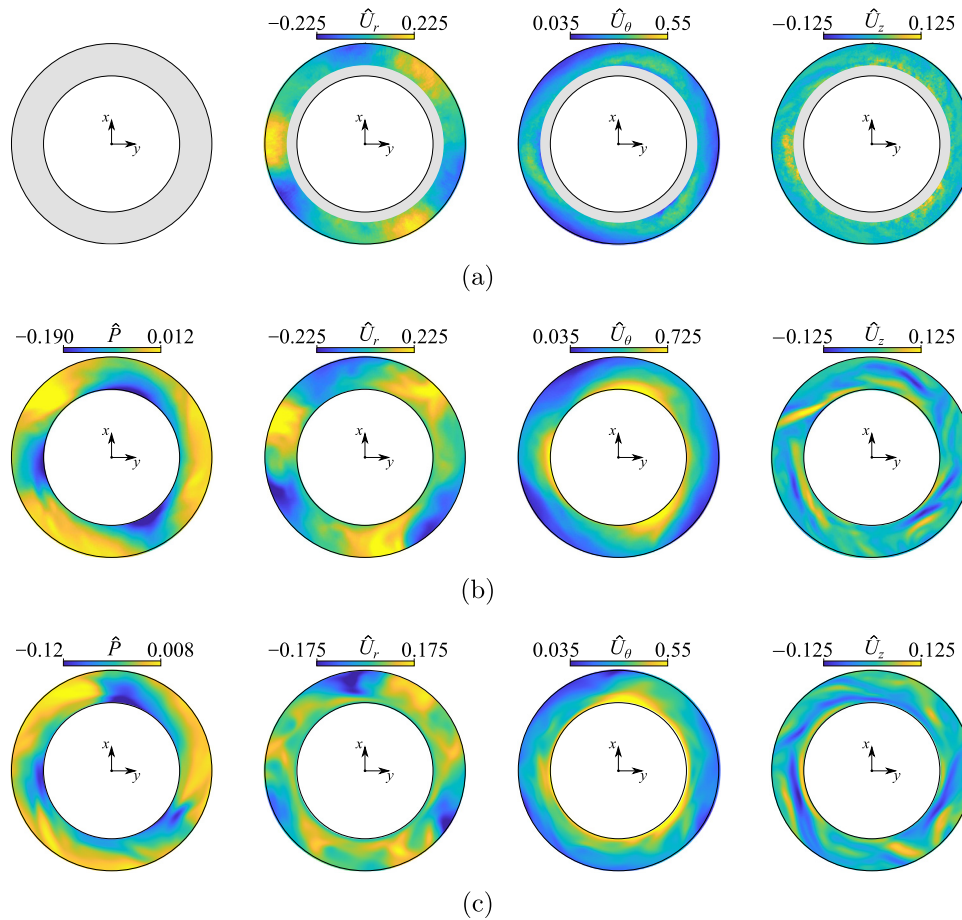 −0.225 Û_r 0.225
0.035 Û_θ 0.55
−0.125 Û_z 0.125
x y
x y
x y
x y
(a)
−0.190 P̂ 0.012
−0.225 Û_r 0.225
0.035 Û_θ 0.725
−0.125 Û_z 0.125
x y
x y
x y
x y
(b)
−0.12 P̂ 0.008
−0.175 Û_r 0.175
0.035 Û_θ 0.55
−0.125 Û_z 0.125
x y
x y
x y
x y
(c)